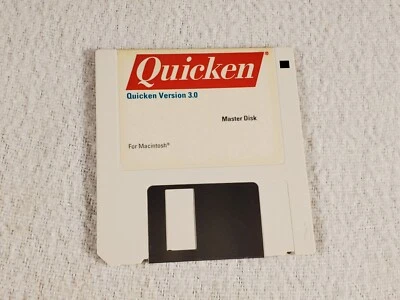 Quicken®
Quicken Version 3.0
Master Disk
For Macintosh®